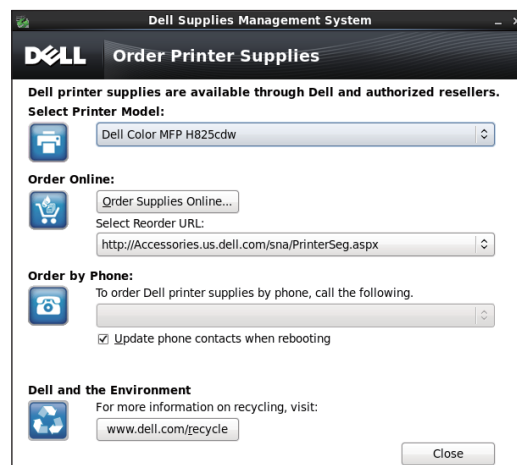 Dell Supplies Management System
DELL Order Printer Supplies
Dell printer supplies are available through Dell and authorized resellers.
Select Printer Model:
Dell Color MFP H825cdw
Order Online:
Order Supplies Online...
Select Reorder URL:
http://Accessories.us.dell.com/sna/PrinterSeg.aspx
Order by Phone:
To order Dell printer supplies by phone, call the following.
Update phone contacts when rebooting
Dell and the Environment
For more information on recycling, visit:
www.dell.com/recycle
Close